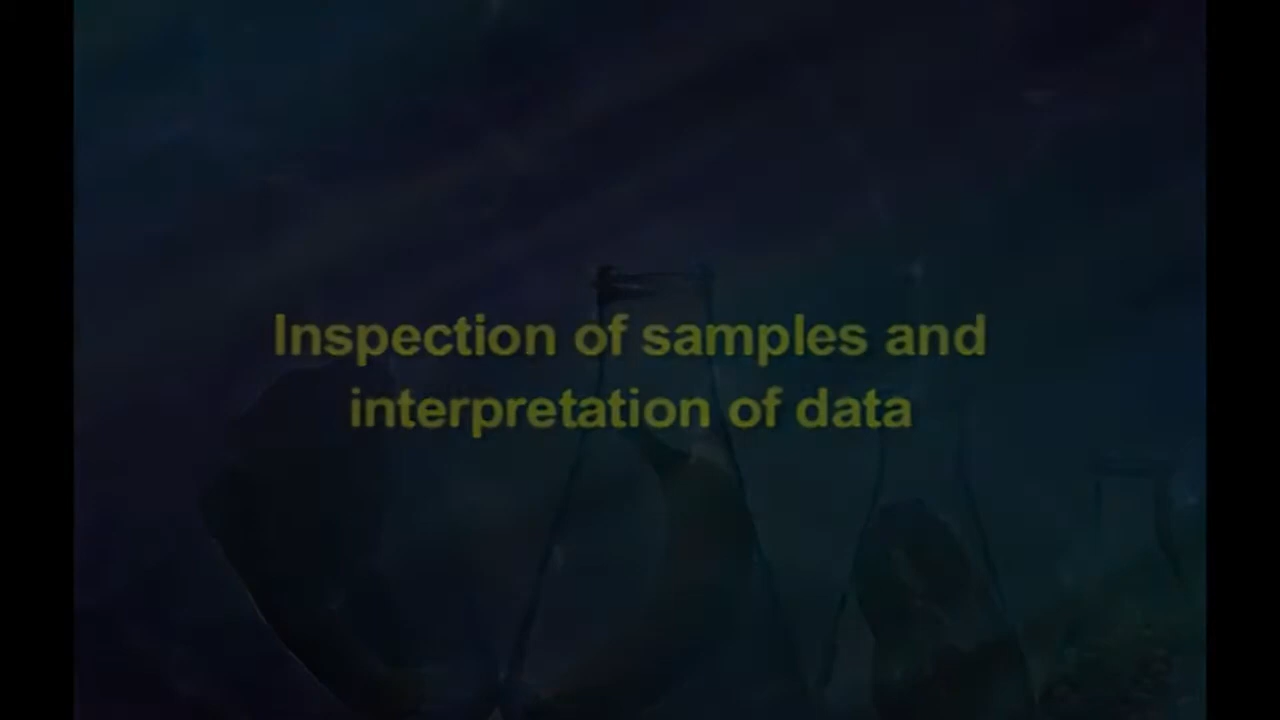 Inspection of samples and
interpretation of data